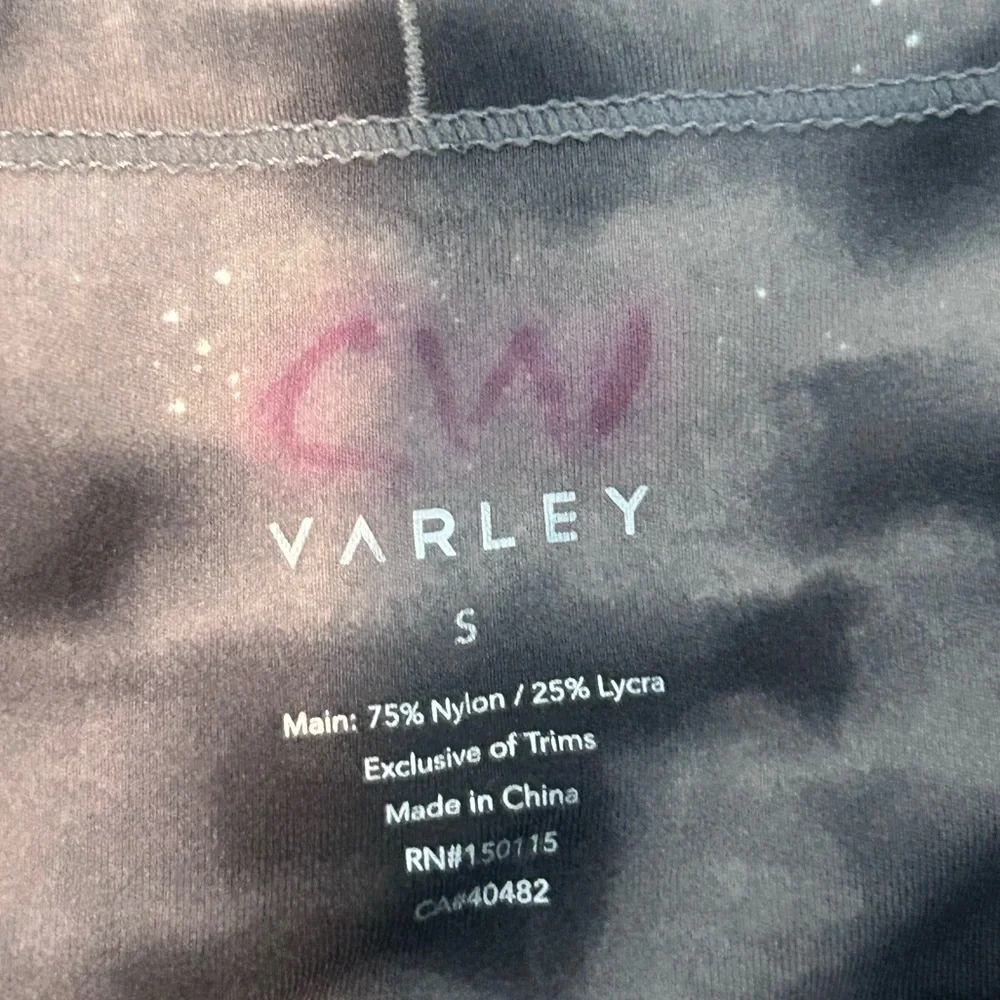 CW
VARLEY
S
Main: 75% Nylon / 25% Lycra
Exclusive of Trims
Made in China
RN#150115
CA#40482